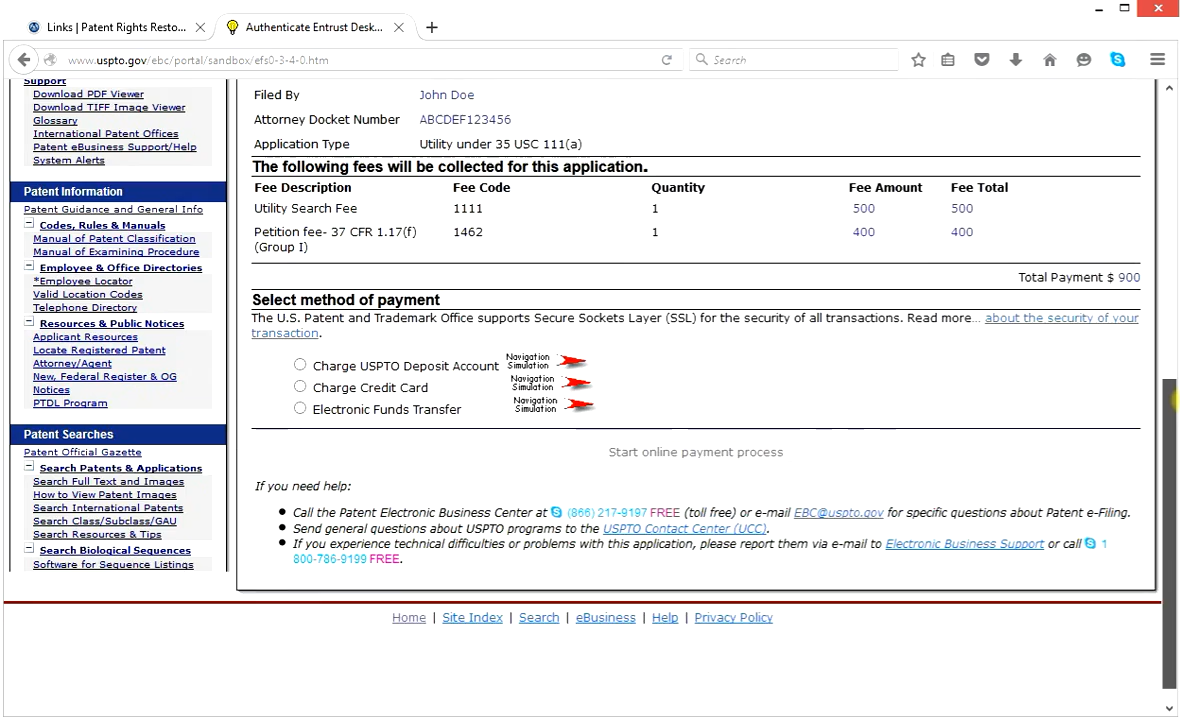 Links | Patent Rights Resto...
Authenticate Entrust Desk...
www.uspto.gov/ebc/portal/sandbox/efs0-3-4-0.htm
Search
Support
Download PDF Viewer
Download TIFF Image Viewer
Glossary
International Patent Offices
Patent eBusiness Support/Help
System Alerts
Patent Information
Patent Guidance and General Info
Codes, Rules & Manuals
Manual of Patent Classification
Manual of Examining Procedure
Employee & Office Directories
*Employee Locator
Valid Location Codes
Telephone Directory
Resources & Public Notices
Applicant Resources
Locate Registered Patent
Attorney/Agent
New, Federal Register & OG
Notices
PTDL Program
Patent Searches
Patent Official Gazette
Search Patents & Applications
Search Full Text and Images
How to View Patent Images
Search International Patents
Search Class/Subclass/GAU
Search Resources & Tips
Search Biological Sequences
Software for Sequence Listings
Filed By John Doe
Attorney Docket Number ABCDEF123456
Application Type Utility under 35 USC 111(a)
The following fees will be collected for this application.
Fee Description Fee Code Quantity Fee Amount Fee Total
Utility Search Fee 1111 1 500 500
Petition fee- 37 CFR 1.17(f) 1462 1 400 400
(Group I)
Total Payment $ 900
Select method of payment
The U.S. Patent and Trademark Office supports Secure Sockets Layer (SSL) for the security of all transactions. Read more... about the security of your
transaction.
Charge USPTO Deposit Account Navigation
Simulation
Charge Credit Card Navigation
Simulation
Electronic Funds Transfer Navigation
Simulation
Start online payment process
If you need help:
• Call the Patent Electronic Business Center at (866) 217-9197 FREE (toll free) or e-mail EBC@uspto.gov for specific questions about Patent e-Filing.
• Send general questions about USPTO programs to the USPTO Contact Center (UCC).
• If you experience technical difficulties or problems with this application, please report them via e-mail to Electronic Business Support or call 1
800-786-9199 FREE.
Home | Site Index | Search | eBusiness | Help | Privacy Policy